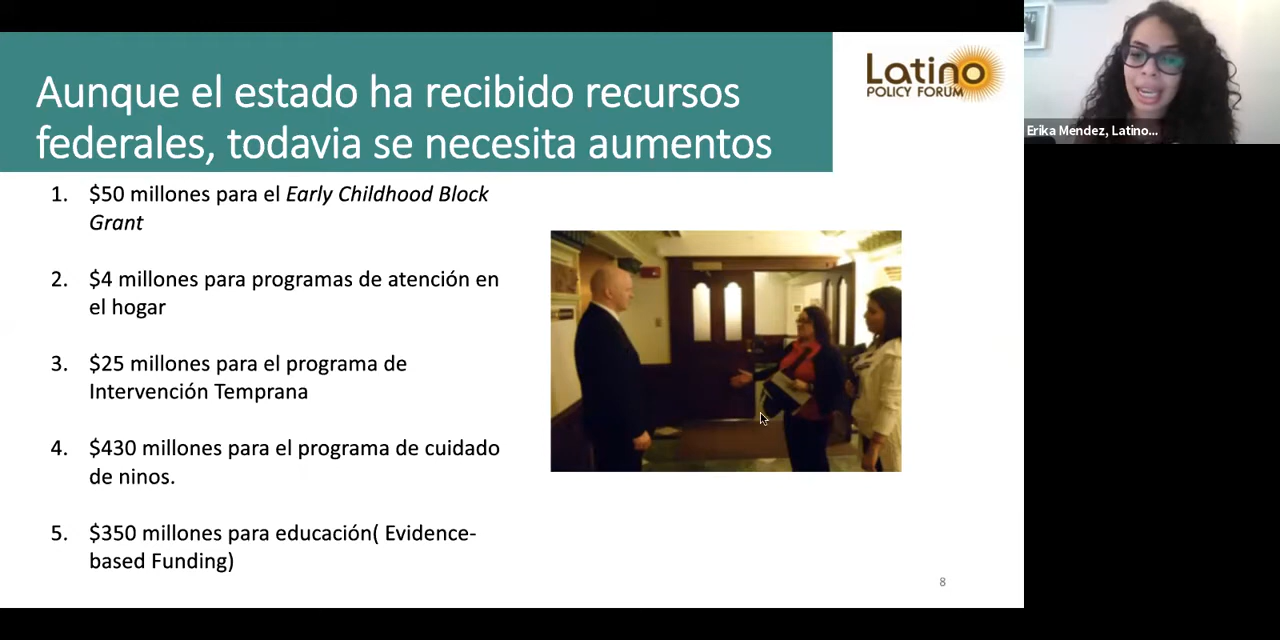 Aunque el estado ha recibido recursos
federales, todavia se necesita aumentos
Latino
POLICY FORUM
Erika Mendez, Latino...
1. $50 millones para el Early Childhood Block
Grant
2. $4 millones para programas de atención en
el hogar
3. $25 millones para el programa de
Intervención Temprana
4. $430 millones para el programa de cuidado
de ninos.
5. $350 millones para educación( Evidence-
based Funding)
8